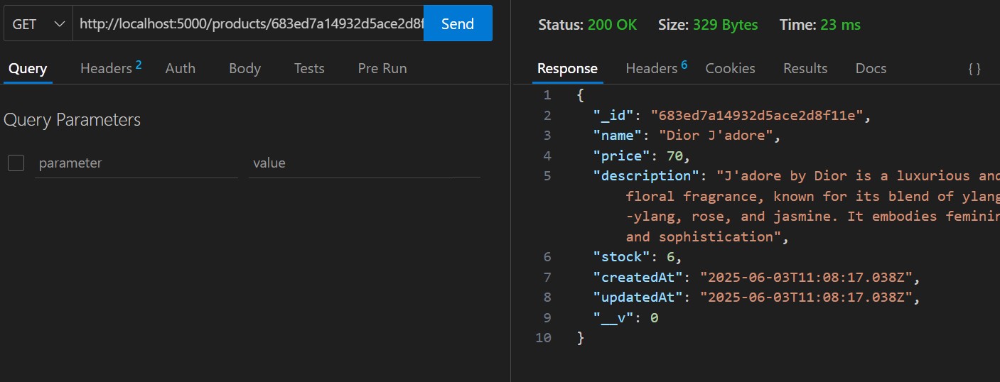 GET
http://localhost:5000/products/683ed7a14932d5ace2d8f
Send
Query
Headers 2
Auth
Body
Tests
Pre Run
Query Parameters
parameter
value
Status: 200 OK
Size: 329 Bytes
Time: 23 ms
Response
Headers 6
Cookies
Results
Docs
{ }
1 {
2 "_id": "683ed7a14932d5ace2d8f11e",
3 "name": "Dior J'adore",
4 "price": 70,
5 "description": "J'adore by Dior is a luxurious and
floral fragrance, known for its blend of ylang
-ylang, rose, and jasmine. It embodies feminin
and sophistication",
6 "stock": 6,
7 "createdAt": "2025-06-03T11:08:17.038Z",
8 "updatedAt": "2025-06-03T11:08:17.038Z",
9 "__v": 0
10 }